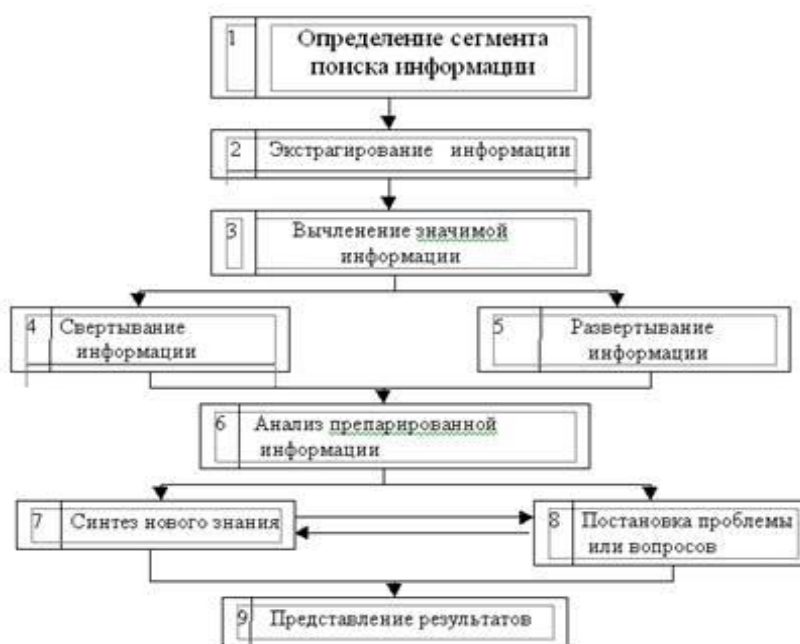 1 Определение сегмента
поиска информации
2 Экстрагирование информации
3 Вычленение значимой
информации
4 Свертывание
информации
5 Развертывание
информации
6 Анализ препарированной
информации
7 Синтез нового знания
8 Постановка проблемы
или вопросов
9 Представление результатов